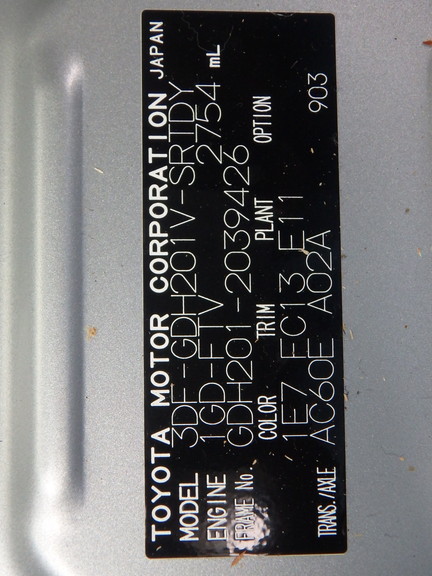 TOYOTA MOTOR CORPORATION JAPAN
MODEL 3DF-GDH201V-SRTDY
ENGINE 1GD-FTV 2754 mL
FRAME No. GDH201-2039426
COLOR TRIM PLANT OPTION
1E7 FC13 E11
TRANS./AXLE AC60E A02A 903